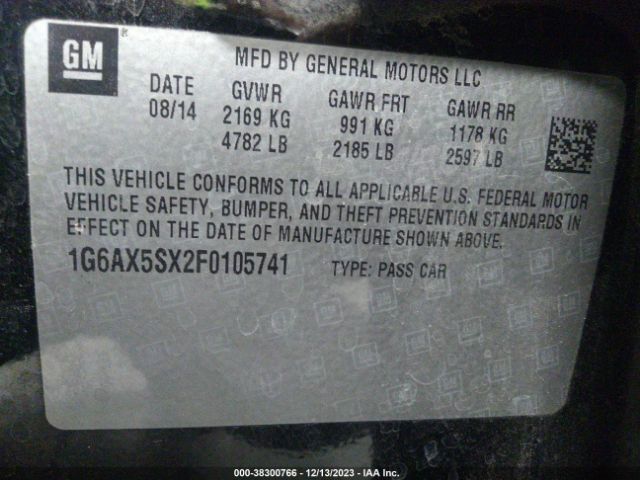 GM ®
MFD BY GENERAL MOTORS LLC
DATE GVWR GAWR FRT GAWR RR
08/14 2169 KG 991 KG 1178 KG
4782 LB 2185 LB 2597 LB
THIS VEHICLE CONFORMS TO ALL APPLICABLE U.S. FEDERAL MOTOR
VEHICLE SAFETY, BUMPER, AND THEFT PREVENTION STANDARDS IN
EFFECT ON THE DATE OF MANUFACTURE SHOWN ABOVE.
1G6AX5SX2F0105741 TYPE: PASS CAR
000-38300766 - 12/13/2023 - IAA Inc.